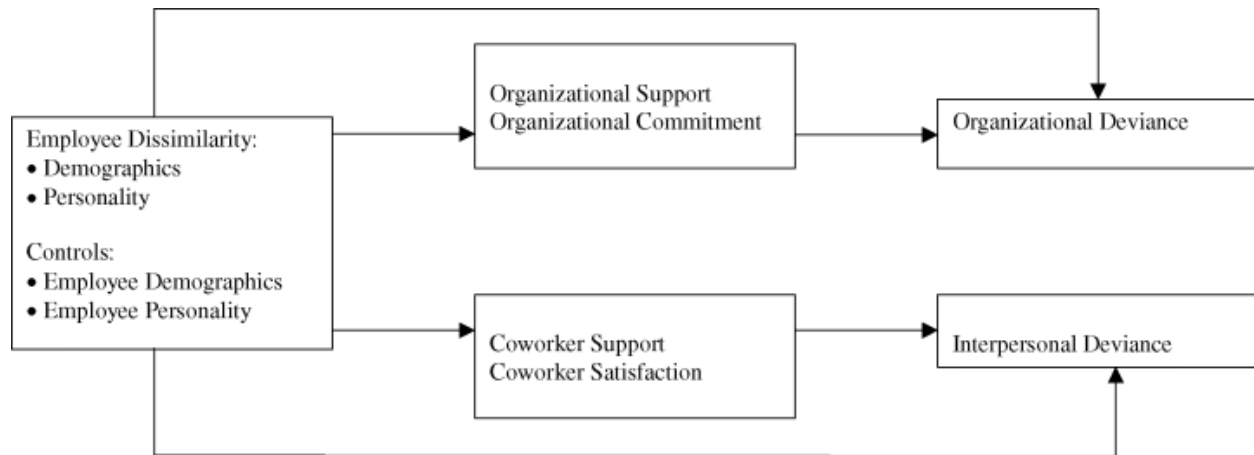 Employee Dissimilarity:
• Demographics
• Personality
Controls:
• Employee Demographics
• Employee Personality
Organizational Support
Organizational Commitment
Coworker Support
Coworker Satisfaction
Organizational Deviance
Interpersonal Deviance